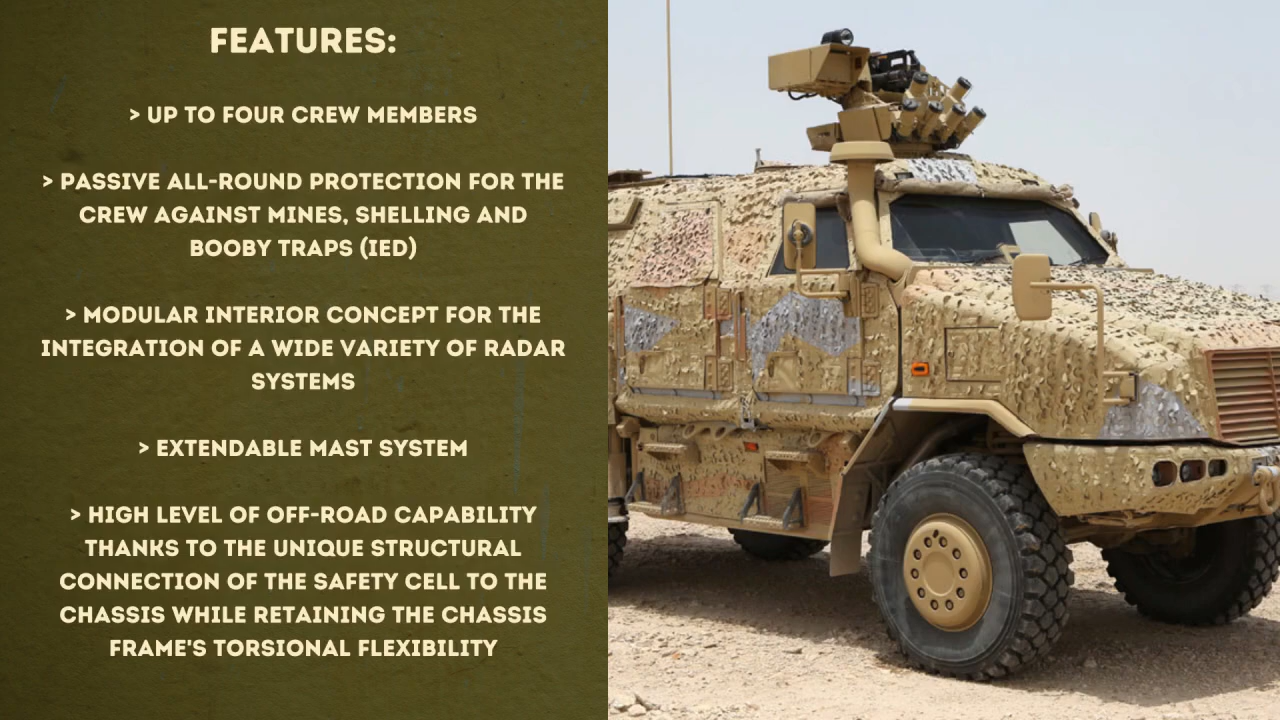 FEATURES:
> UP TO FOUR CREW MEMBERS
> PASSIVE ALL-ROUND PROTECTION FOR THE
CREW AGAINST MINES, SHELLING AND
BOOBY TRAPS (IED)
> MODULAR INTERIOR CONCEPT FOR THE
INTEGRATION OF A WIDE VARIETY OF RADAR
SYSTEMS
> EXTENDABLE MAST SYSTEM
> HIGH LEVEL OF OFF-ROAD CAPABILITY
THANKS TO THE UNIQUE STRUCTURAL
CONNECTION OF THE SAFETY CELL TO THE
CHASSIS WHILE RETAINING THE CHASSIS
FRAME'S TORSIONAL FLEXIBILITY